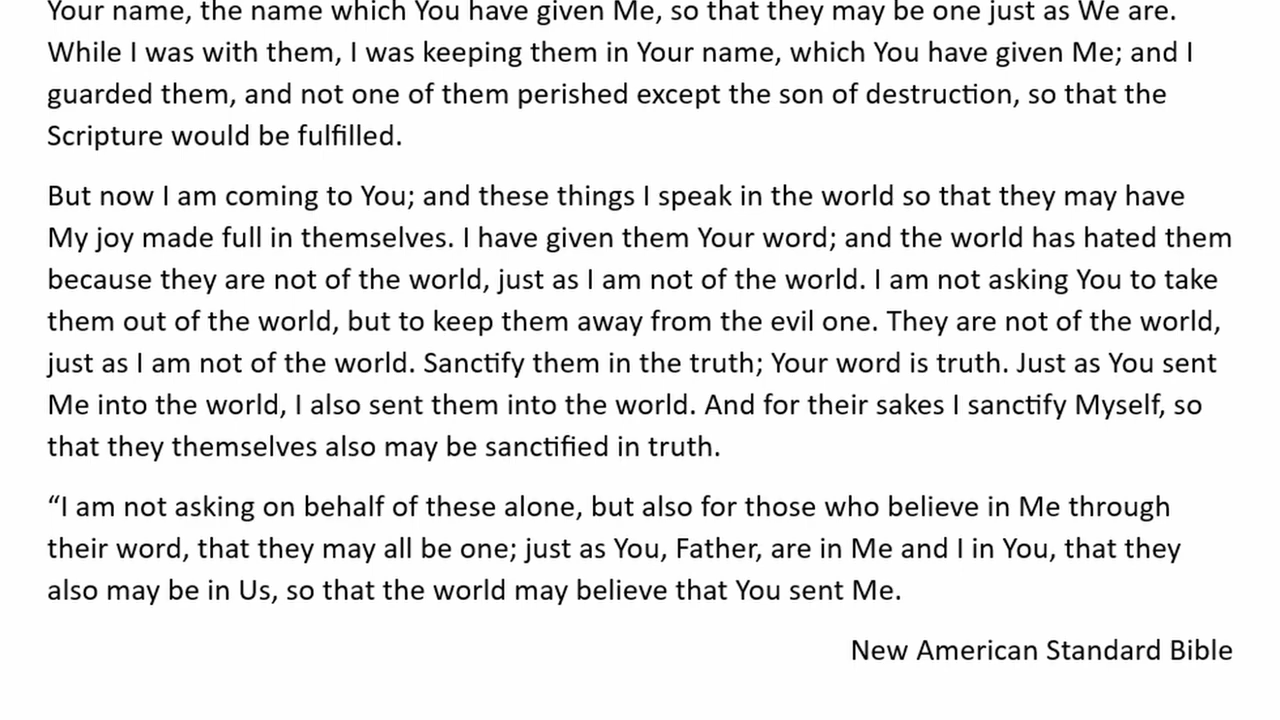 Your name, the name which You have given Me, so that they may be one just as We are.
While I was with them, I was keeping them in Your name, which You have given Me; and I
guarded them, and not one of them perished except the son of destruction, so that the
Scripture would be fulfilled.
But now I am coming to You; and these things I speak in the world so that they may have
My joy made full in themselves. I have given them Your word; and the world has hated them
because they are not of the world, just as I am not of the world. I am not asking You to take
them out of the world, but to keep them away from the evil one. They are not of the world,
just as I am not of the world. Sanctify them in the truth; Your word is truth. Just as You sent
Me into the world, I also sent them into the world. And for their sakes I sanctify Myself, so
that they themselves also may be sanctified in truth.
“I am not asking on behalf of these alone, but also for those who believe in Me through
their word, that they may all be one; just as You, Father, are in Me and I in You, that they
also may be in Us, so that the world may believe that You sent Me.
New American Standard Bible